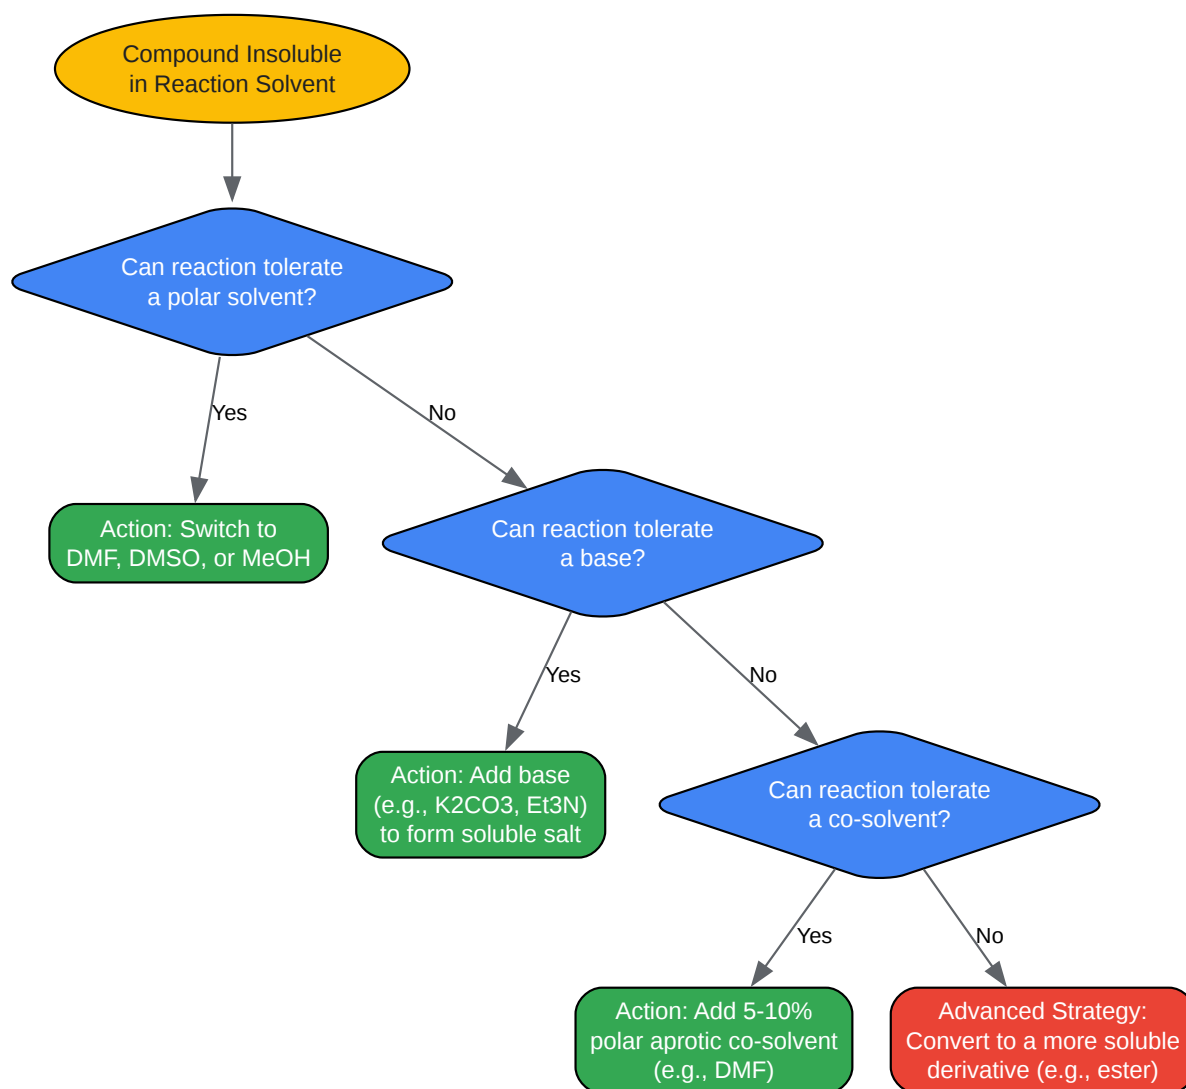 Compound Insoluble
in Reaction Solvent
Can reaction tolerate
a polar solvent?
Yes
No
Action: Switch to
DMF, DMSO, or MeOH
Can reaction tolerate
a base?
Yes
No
Action: Add base
(e.g., K2CO3, Et3N)
to form soluble salt
Can reaction tolerate
a co-solvent?
Yes
No
Action: Add 5-10%
polar aprotic co-solvent
(e.g., DMF)
Advanced Strategy:
Convert to a more soluble
derivative (e.g., ester)